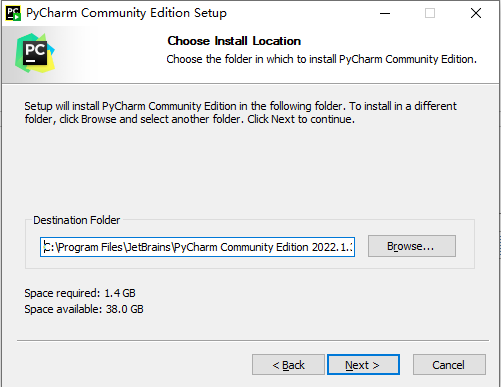 PyCharm Community Edition Setup
PC
Choose Install Location
Choose the folder in which to install PyCharm Community Edition.
Setup will install PyCharm Community Edition in the following folder. To install in a different
folder, click Browse and select another folder. Click Next to continue.
Destination Folder
C:\Program Files\JetBrains\PyCharm Community Edition 2022.1.
Browse...
Space required: 1.4 GB
Space available: 38.0 GB
< Back
Next >
Cancel